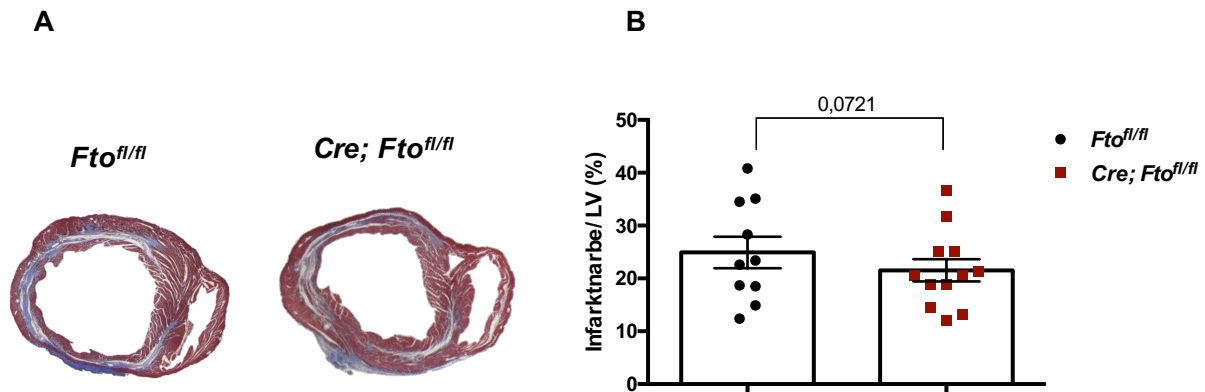 A
B
Fto^fl/fl
Cre; Fto^fl/fl
0,0721
Infarktnarbe/ LV (%)
50
40
30
20
10
0
Fto^fl/fl
Cre; Fto^fl/fl